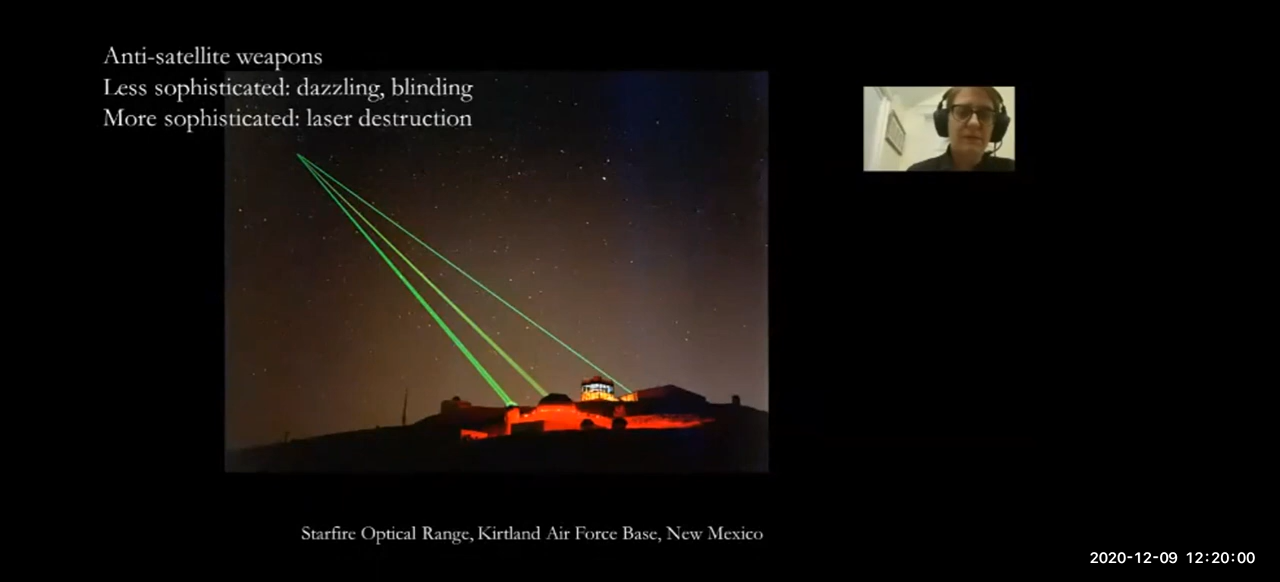 Anti-satellite weapons
Less sophisticated: dazzling, blinding
More sophisticated: laser destruction
Starfire Optical Range, Kirtland Air Force Base, New Mexico
2020-12-09 12:20:00